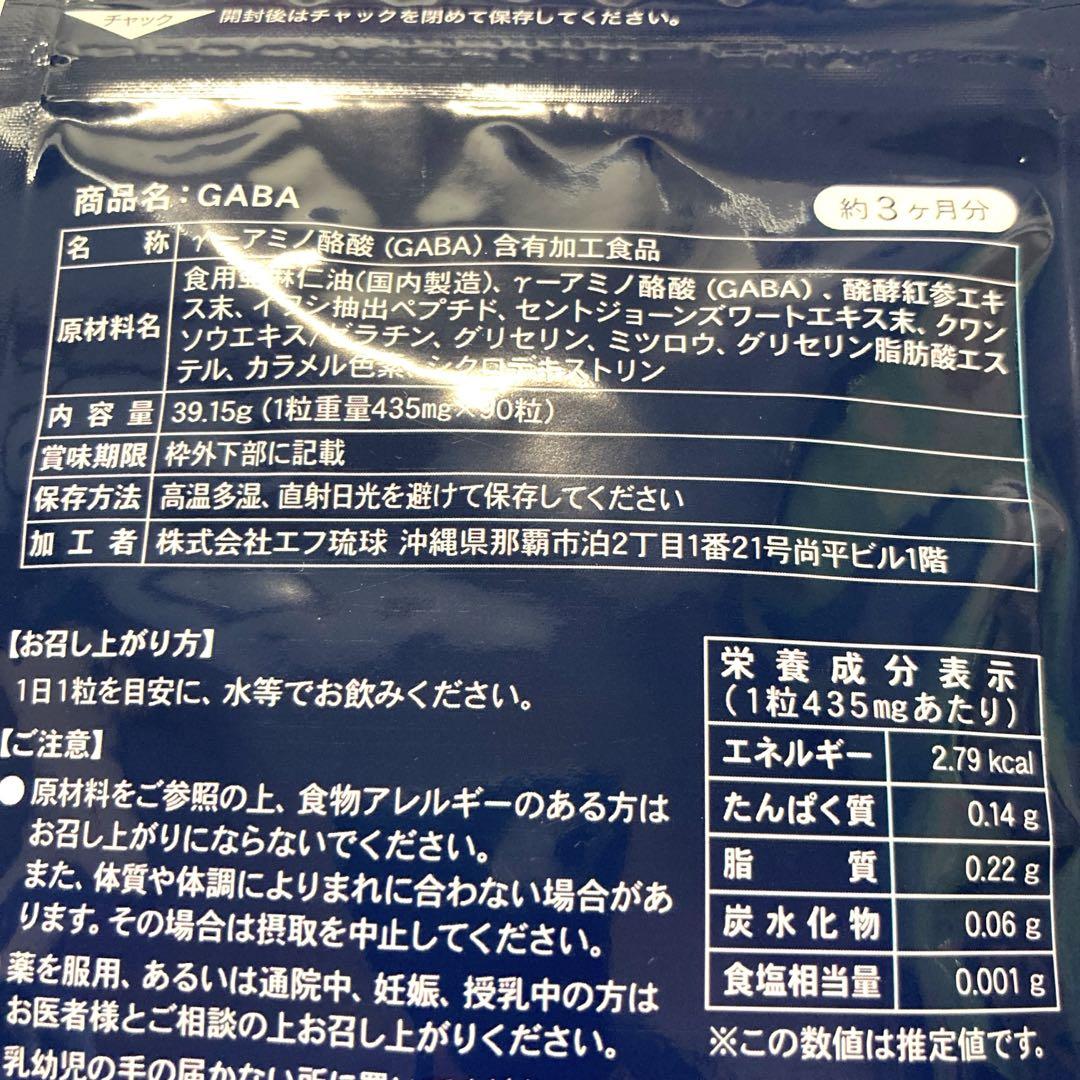 チャック 開封後はチャックを閉めて保存してください。
商品名：GABA
約3ヶ月分
名称 γーアミノ酪酸 (GABA) 含有加工食品
原材料名 食用亜麻仁油(国内製造)、γーアミノ酪酸 (GABA)、醗酵紅参エキ
ス末、イワシ抽出ペプチド、セントジョーンズワートエキス末、クワン
ソウエキス/ゼラチン、グリセリン、ミツロウ、グリセリン脂肪酸エス
テル、カラメル色素、シクロデキストリン
内容量 39.15g (1粒重量435mg×90粒)
賞味期限 枠外下部に記載
保存方法 高温多湿、直射日光を避けて保存してください
加工者 株式会社エフ琉球 沖縄県那覇市泊2丁目1番21号尚平ビル1階
【お召し上がり方】
1日1粒を目安に、水等でお飲みください。
【ご注意】
●原材料をご参照の上、食物アレルギーのある方は
お召し上がりにならないでください。
また、体質や体調によりまれに合わない場合があ
ります。その場合は摂取を中止してください。
薬を服用、あるいは通院中、妊娠、授乳中の方は
お医者様とご相談の上お召し上がりください。
乳幼児の手の届かない所に
栄養成分表示
(1粒435mgあたり)
エネルギー 2.79 kcal
たんぱく質 0.14 g
脂質 0.22 g
炭水化物 0.06 g
食塩相当量 0.001 g
※この数値は推定値です。